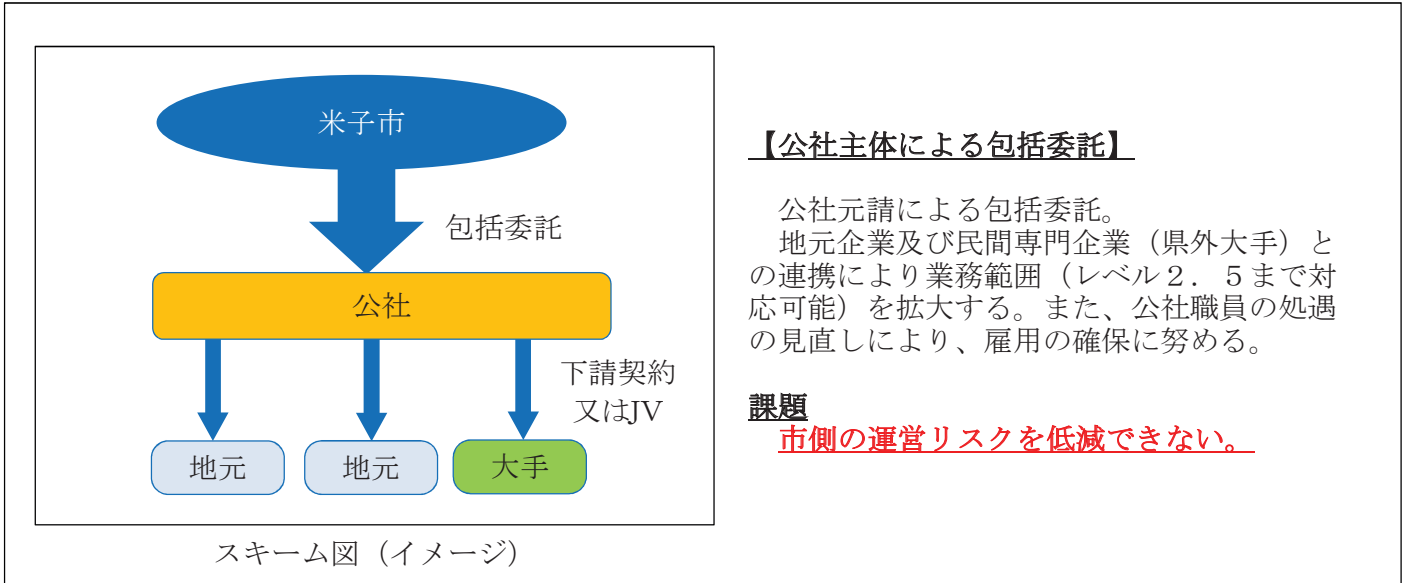 米子市
包括委託
公社
下請契約
又はJV
地元
地元
大手
スキーム図（イメージ）
【公社主体による包括委託】
公社元請による包括委託。
地元企業及び民間専門企業（県外大手）と
の連携により業務範囲（レベル２．５まで対
応可能）を拡大する。また、公社職員の処遇
の見直しにより、雇用の確保に努める。
課題
市側の運営リスクを低減できない。